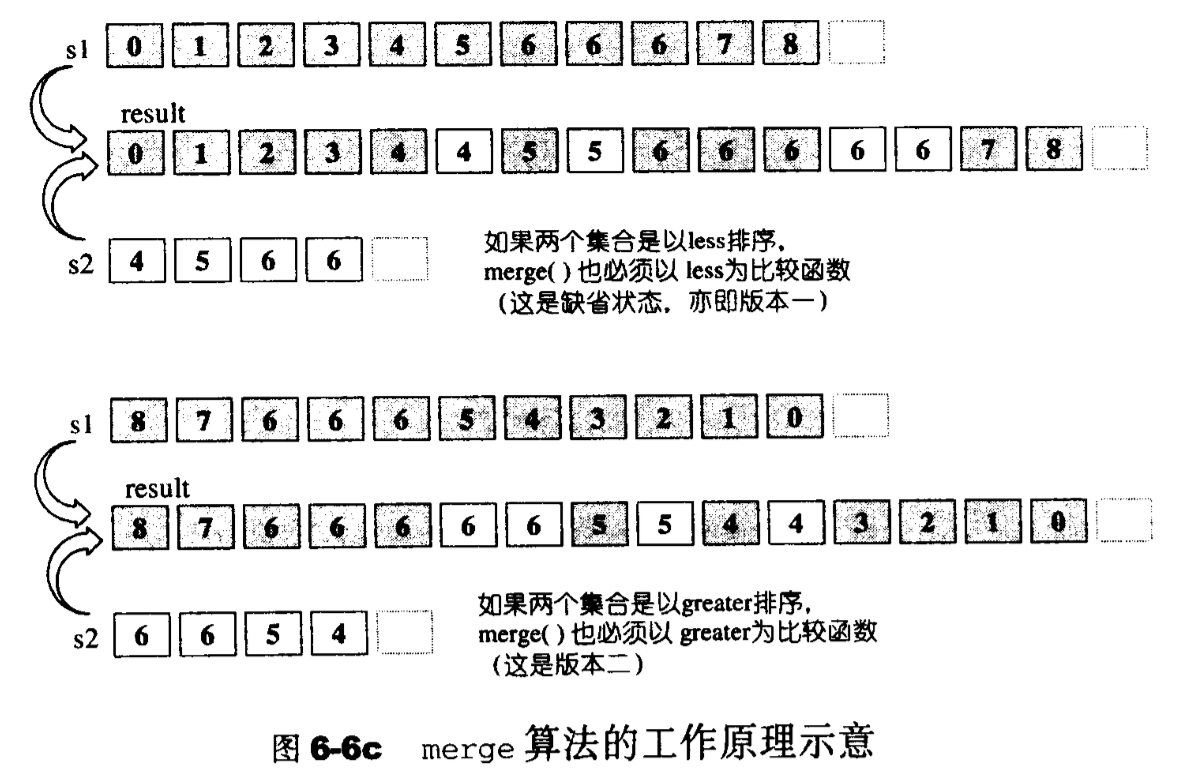 s1 0 1 2 3 4 5 6 6 6 7 8
result
0 1 2 3 4 4 5 5 6 6 6 6 6 7 8
s2 4 5 6 6
如果两个集合是以less排序,
merge( ) 也必须以 less为比较函数
(这是缺省状态, 亦即版本一)
s1 8 7 6 6 6 5 4 3 2 1 0
result
8 7 6 6 6 6 6 5 5 4 4 3 2 1 0
s2 6 6 5 4
如果两个集合是以greater排序,
merge( ) 也必须以 greater为比较函数
(这是版本二)
图 6-6c merge 算法的工作原理示意